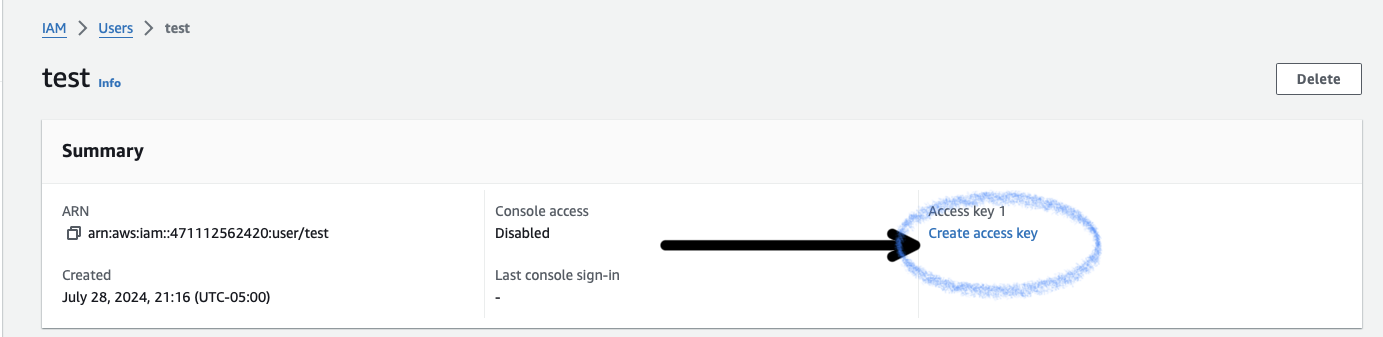 IAM > Users > test
test Info
Delete
Summary
ARN
arn:aws:iam::471112562420:user/test
Created
July 28, 2024, 21:16 (UTC-05:00)
Console access
Disabled
Last console sign-in
-
Access key 1
Create access key